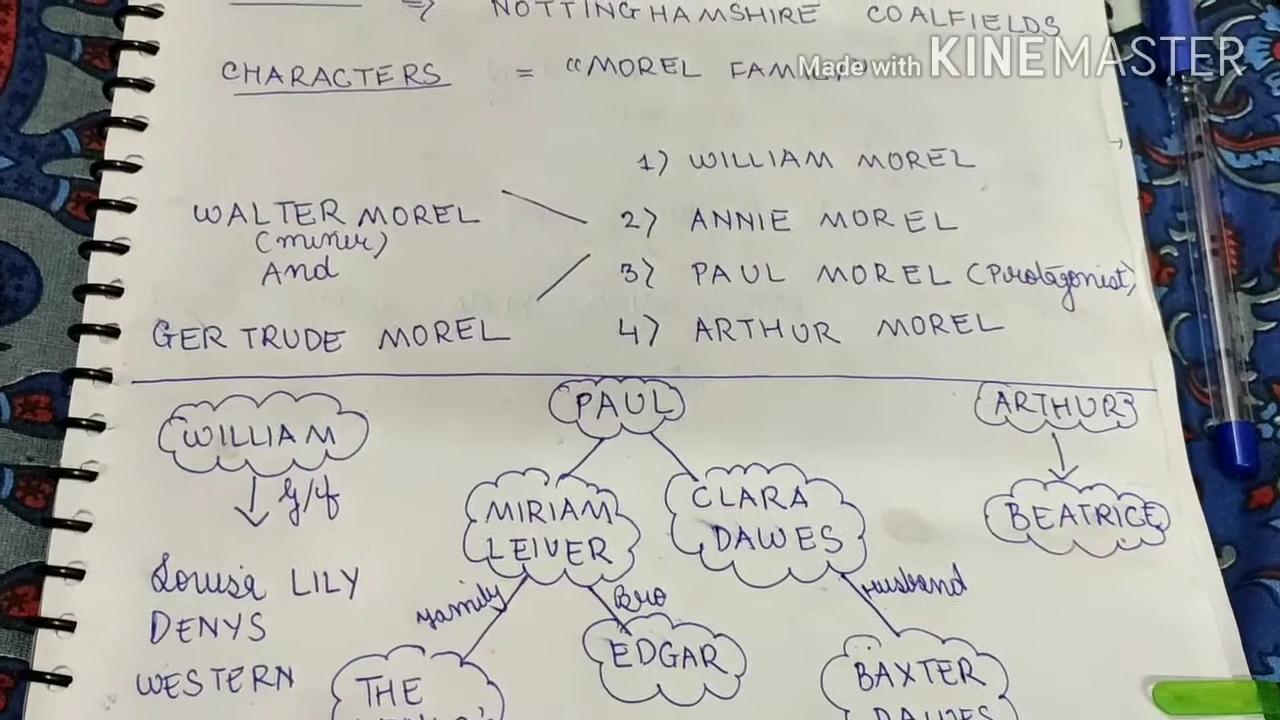 ⇒ NOTTINGHAMSHIRE COALFIELDS
Made with KINEMASTER
CHARACTERS = "MOREL FAMILY"
1) WILLIAM MOREL
WALTER MOREL
(miner)
And
GERTRUDE MOREL
2) ANNIE MOREL
3) PAUL MOREL (Protagonist)
4) ARTHUR MOREL
WILLIAM
g/f
Louisa LILY
DENYS
WESTERN
PAUL
MIRIAM
LEIVER
CLARA
DAWES
family
Bro
Husband
THE
EDGAR
BAXTER
DAWES
ARTHUR
BEATRICE